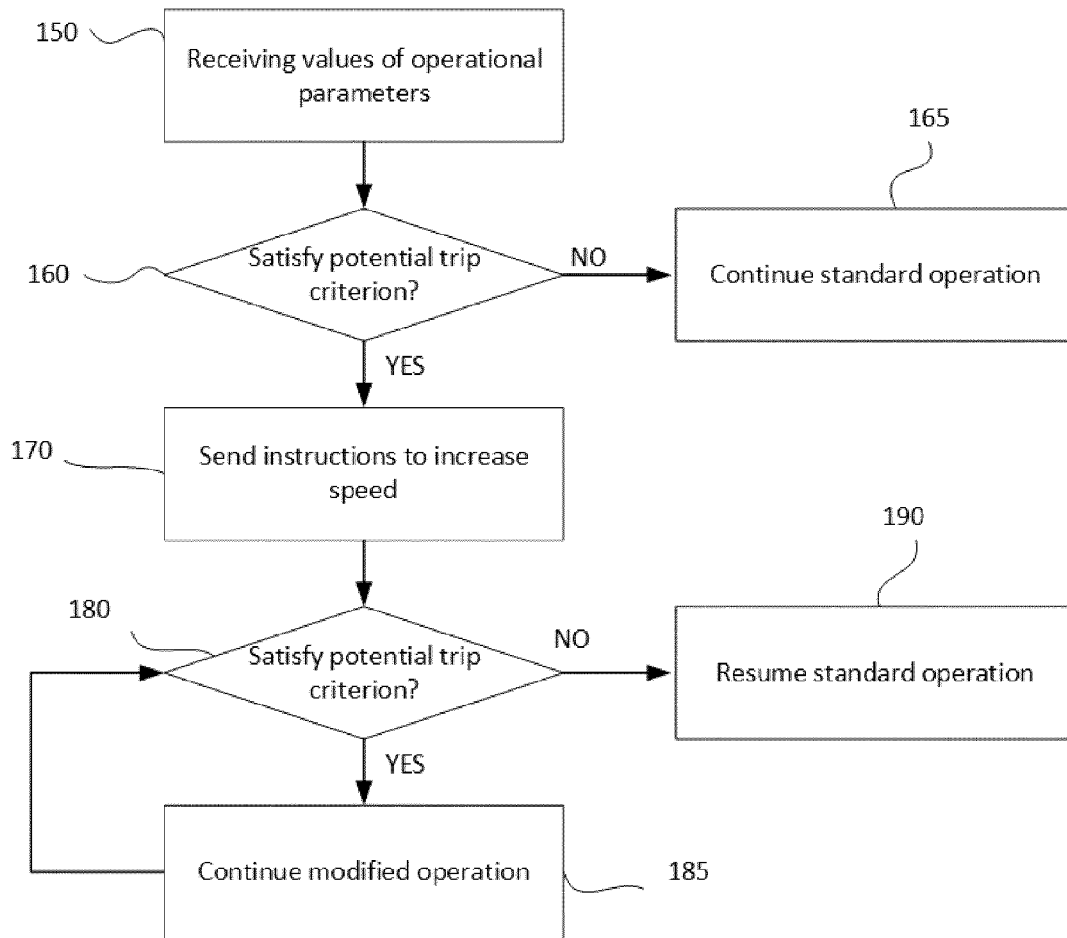 150
Receiving values of operational
parameters
165
160
Satisfy potential trip
criterion?
NO
Continue standard operation
YES
170
Send instructions to increase
speed
190
180
Satisfy potential trip
criterion?
NO
Resume standard operation
YES
Continue modified operation
185